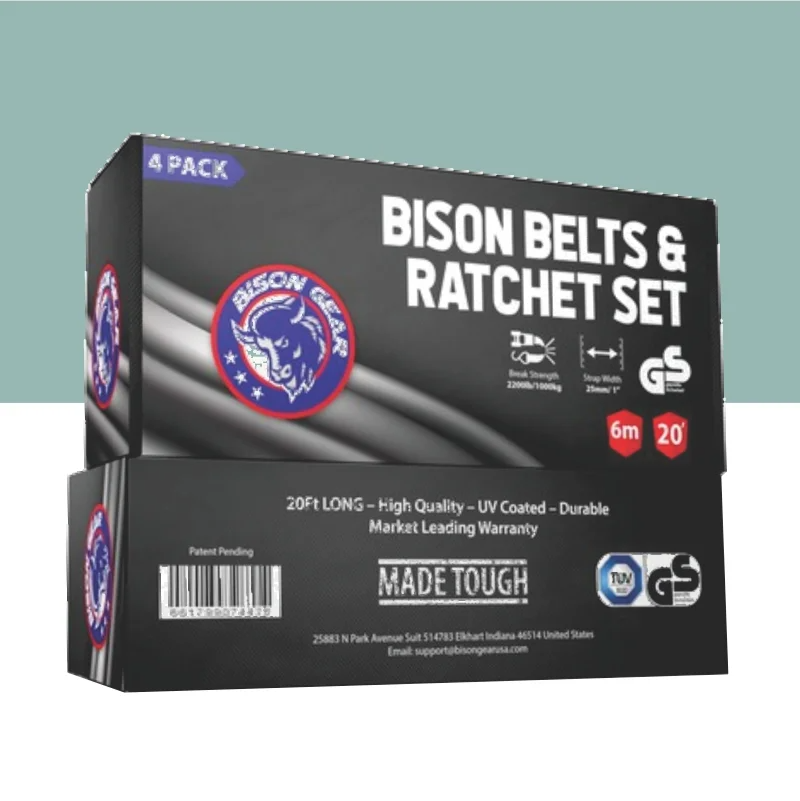 4 PACK
BISON BELTS &
RATCHET SET
BISON GEAR
Break Strength
2200lb/1000kg
Strap Width
25mm/ 1"
GS
6m
20'
20Ft LONG – High Quality – UV Coated – Durable
Market Leading Warranty
Patent Pending
MADE TOUGH
TÜV
GS
25883 N Park Avenue Suit 514783 Elkhart Indiana 46514 United States
Email: support@bisongearusa.com